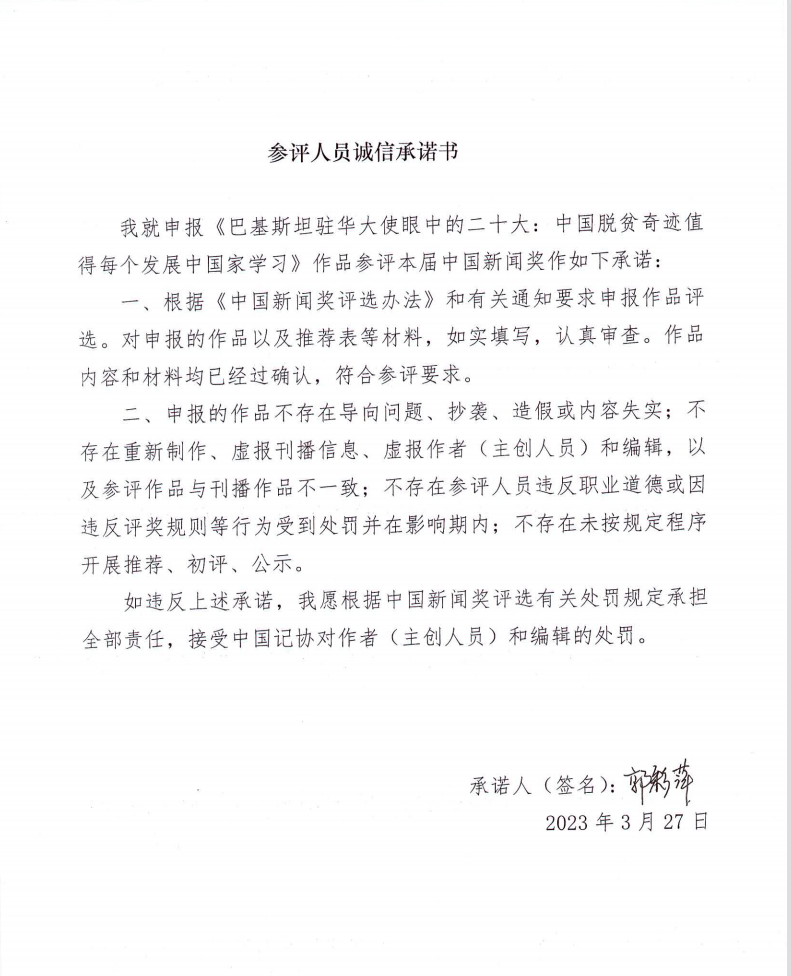 参评人员诚信承诺书
我就申报《巴基斯坦驻华大使眼中的二十大：中国脱贫奇迹值
得每个发展中国家学习》作品参评本届中国新闻奖作如下承诺：
一、根据《中国新闻奖评选办法》和有关通知要求申报作品评
选。对申报的作品以及推荐表等材料，如实填写，认真审查。作品
内容和材料均已经过确认，符合参评要求。
二、申报的作品不存在导向问题、抄袭、造假或内容失实；不
存在重新制作、虚报刊播信息、虚报作者（主创人员）和编辑，以
及参评作品与刊播作品不一致；不存在参评人员违反职业道德或因
违反评奖规则等行为受到处罚并在影响期内；不存在未按规定程序
开展推荐、初评、公示。
如违反上述承诺，我愿根据中国新闻奖评选有关处罚规定承担
全部责任，接受中国记协对作者（主创人员）和编辑的处罚。
承诺人（签名）：郭彩萍
2023 年 3 月 27 日